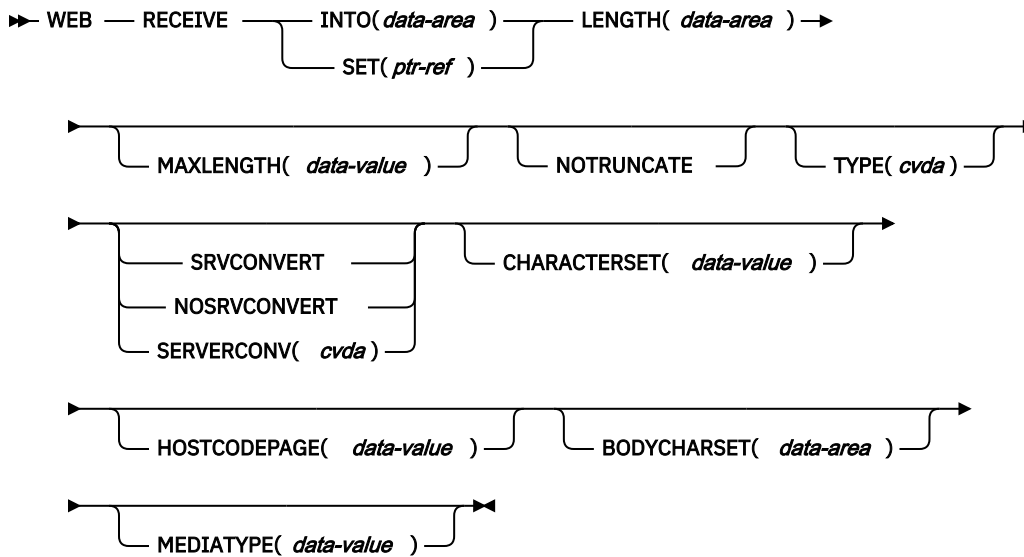 WEB RECEIVE INTO( data-area ) LENGTH( data-area )
SET( ptr-ref )
MAXLENGTH( data-value ) NOTRUNCATE TYPE( cvda )
SRVCONVERT CHARACTERSET( data-value )
NOSRVCONVERT
SERVERCONV( cvda )
HOSTCODEPAGE( data-value ) BODYCHARSET( data-area )
MEDIATYPE( data-value )